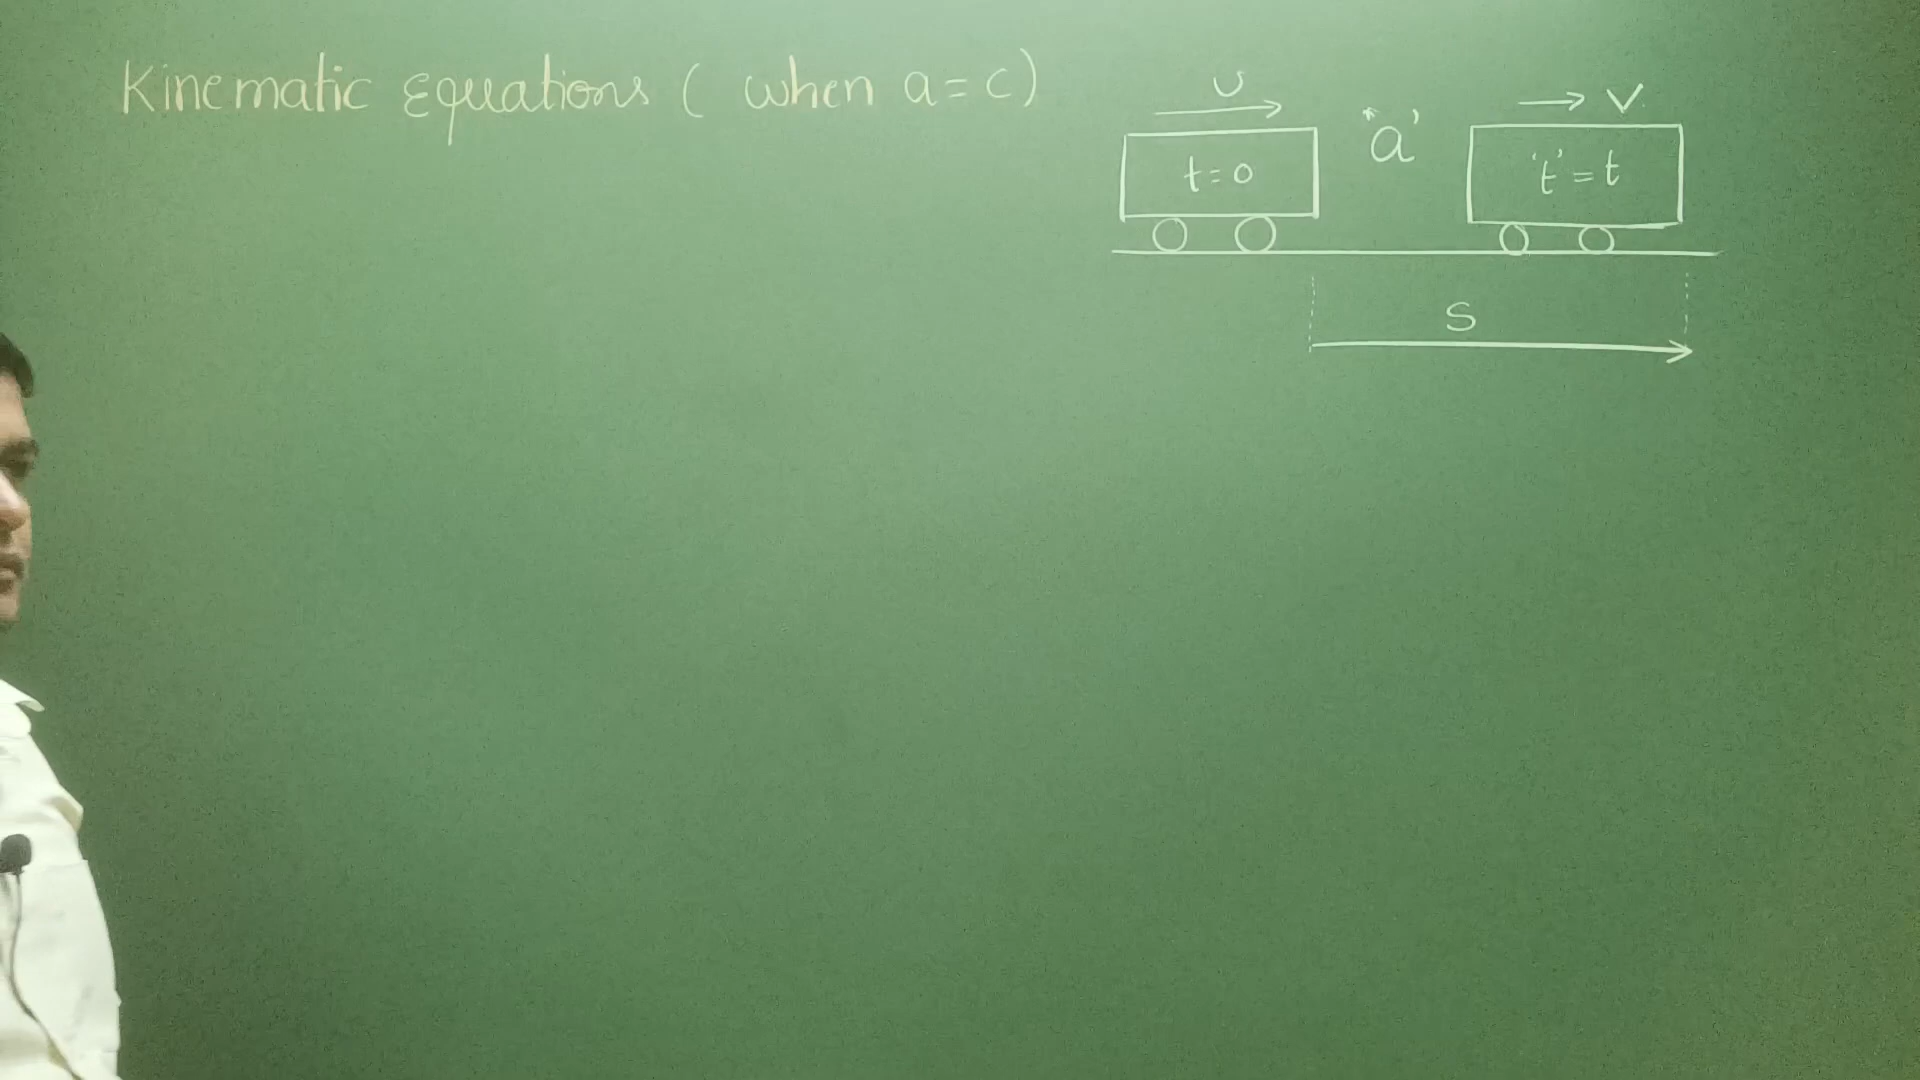 Kinematic Equations ( when a = c)
U
'a'
V
t = 0
't' = t
S